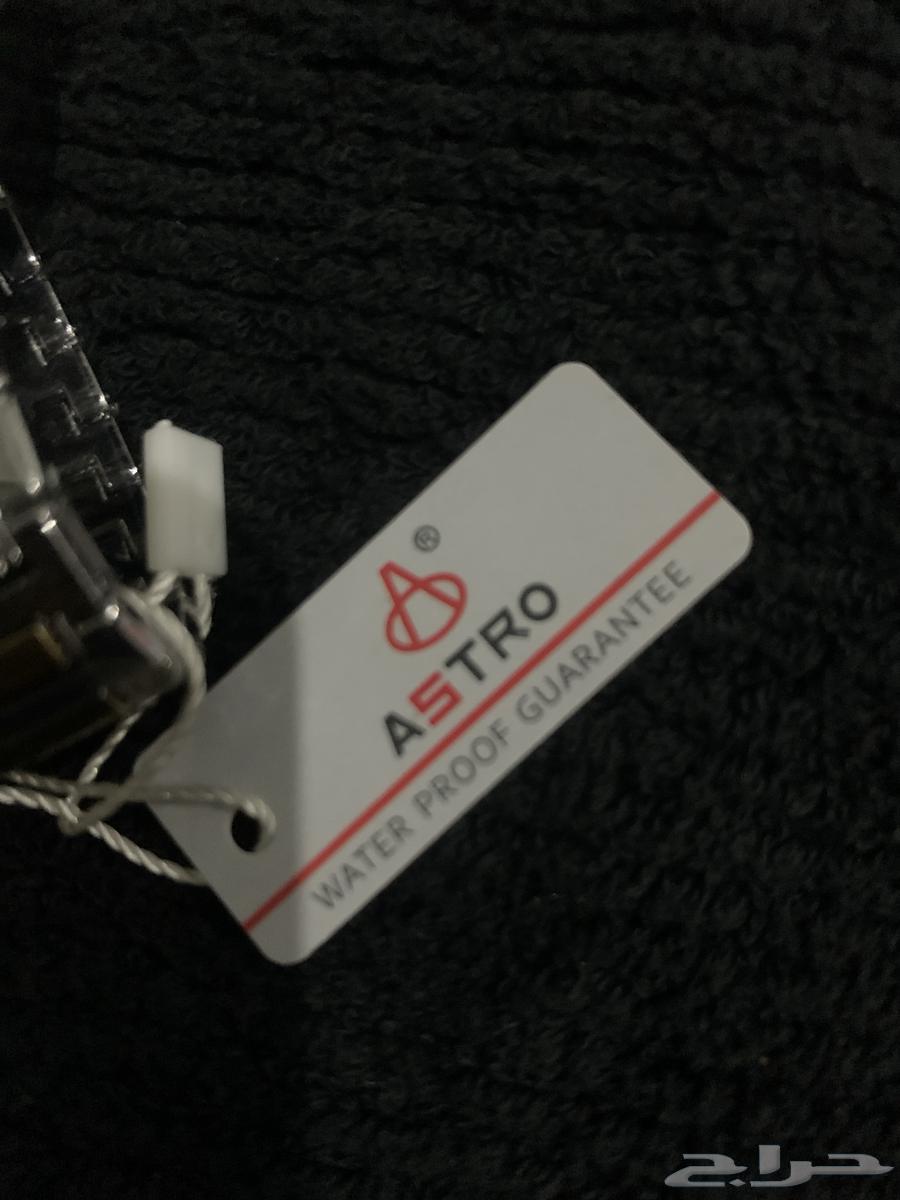 ®
ASTRO
WATER PROOF GUARANTEE
حراج